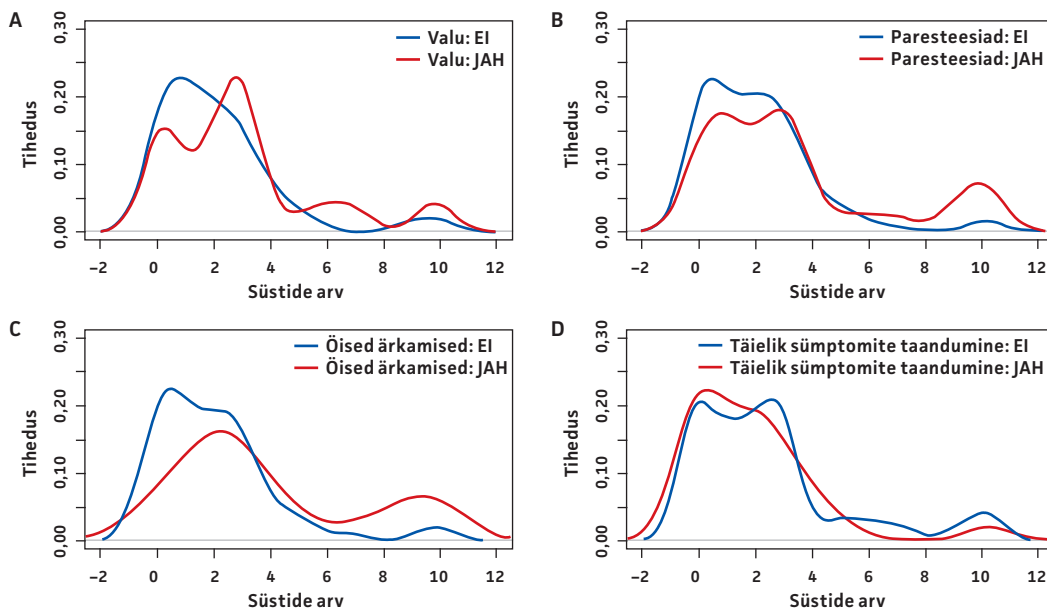 A
Valu: EI
Valu: JAH
Tihedus
0,30
0,20
0,10
0,00
−2 0 2 4 6 8 10 12
Süstide arv
B
Paresteesiad: EI
Paresteesiad: JAH
Tihedus
0,30
0,20
0,10
0,00
−2 0 2 4 6 8 10 12
Süstide arv
C
Öised ärkamised: EI
Öised ärkamised: JAH
Tihedus
0,30
0,20
0,10
0,00
−2 0 2 4 6 8 10 12
Süstide arv
D
Täielik sümptomite taandumine: EI
Täielik sümptomite taandumine: JAH
Tihedus
0,30
0,20
0,10
0,00
−2 0 2 4 6 8 10 12
Süstide arv